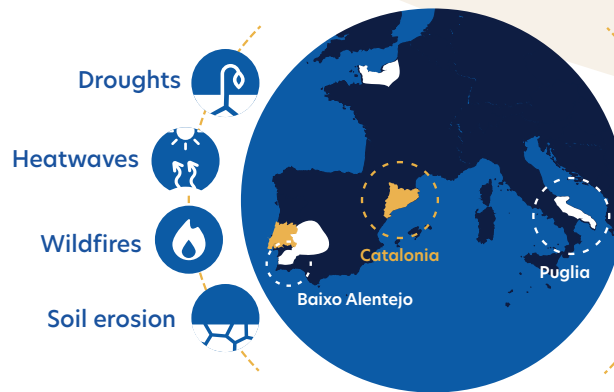 Droughts
Heatwaves
Wildfires
Soil erosion
Catalonia
Puglia
Baixo Alentejo